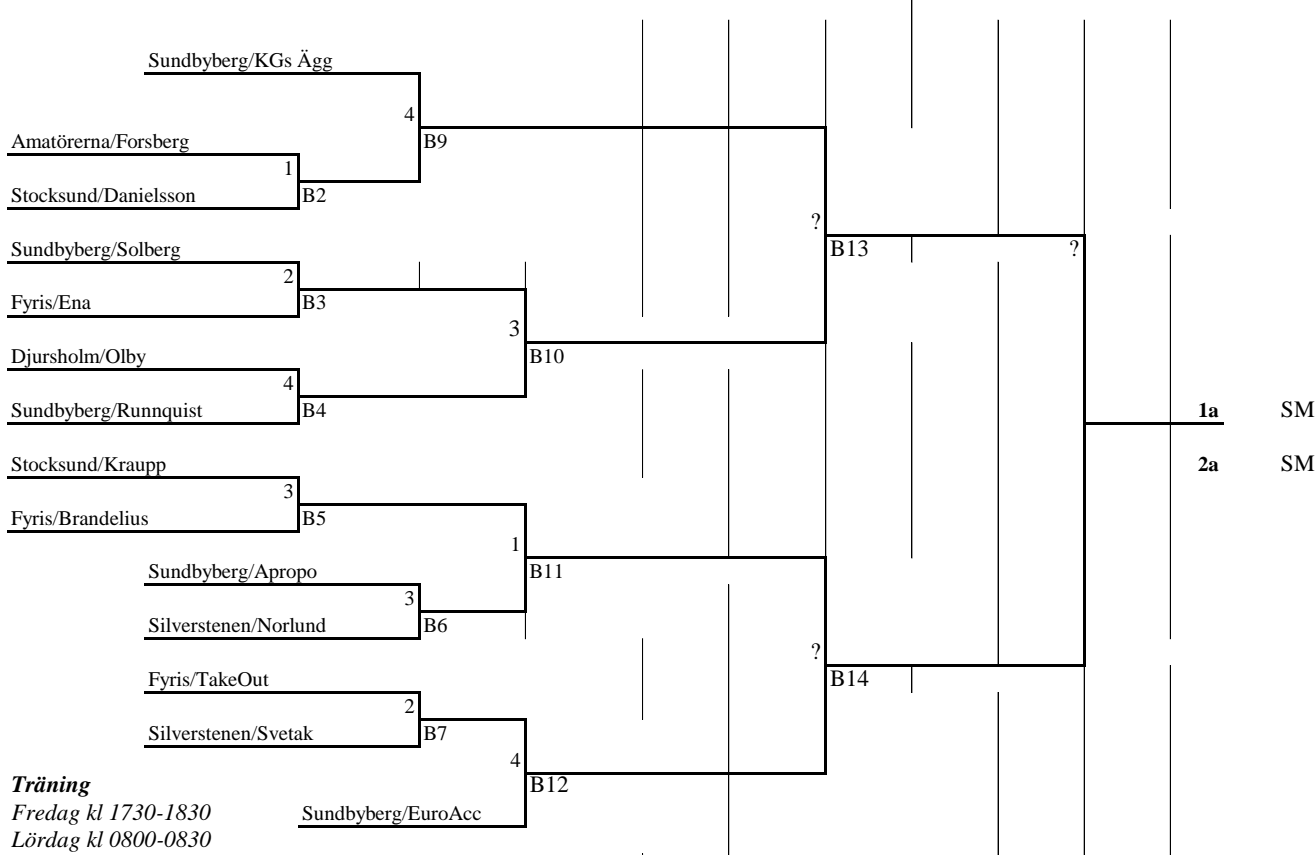 Sundbyberg/KGs Ägg
4
B9
Amatörerna/Forsberg
1
Stocksund/Danielsson
B2
?
B13
?
Sundbyberg/Solberg
2
Fyris/Ena
B3
3
B10
Djursholm/Olby
4
Sundbyberg/Runnquist
B4
1a SM
2a SM
Stocksund/Kraupp
3
Fyris/Brandelius
B5
1
B11
Sundbyberg/Apropo
3
Silverstenen/Norlund
B6
?
B14
Fyris/TakeOut
2
Silverstenen/Svetak
B7
4
B12
Sundbyberg/EuroAcc
Träning
Fredag kl 1730-1830
Lördag kl 0800-0830